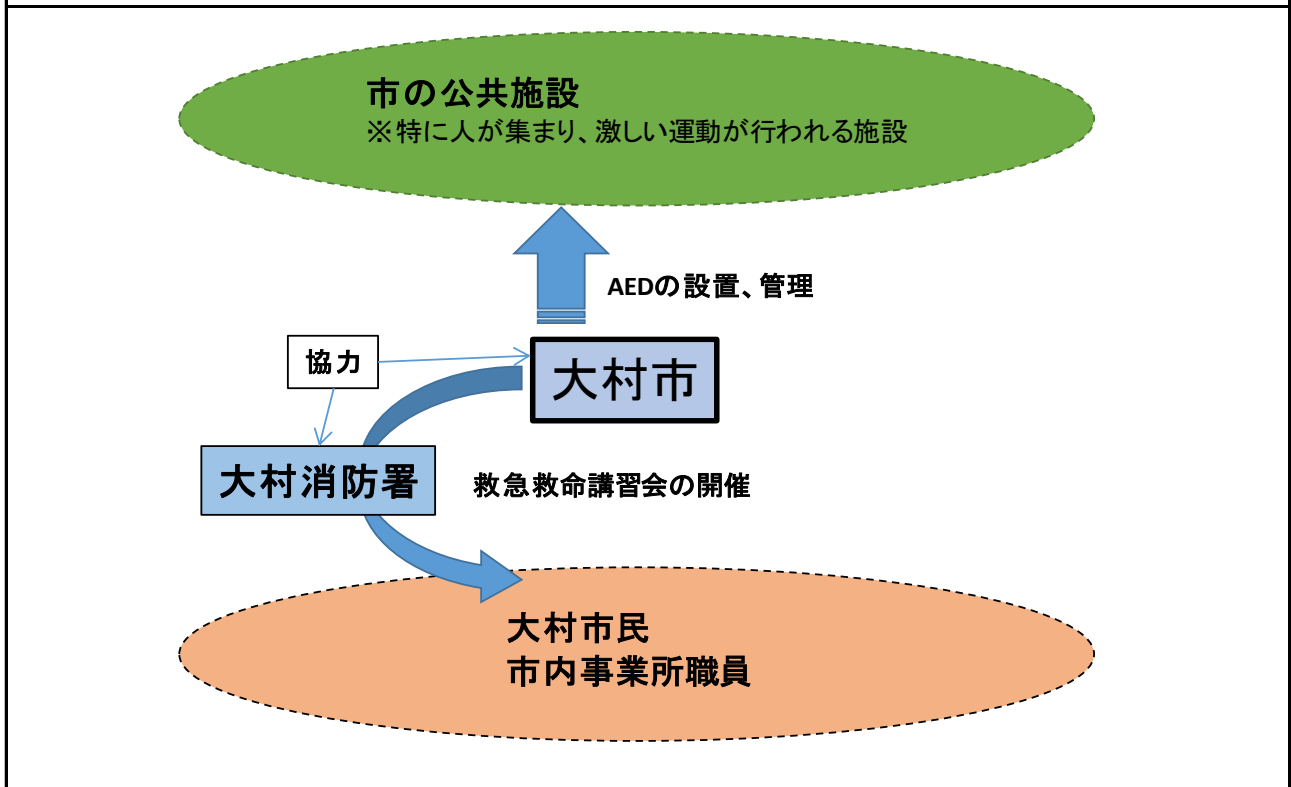 市の公共施設
※特に人が集まり、激しい運動が行われる施設
AEDの設置、管理
協力
大村市
大村消防署
救急救命講習会の開催
大村市民
市内事業所職員